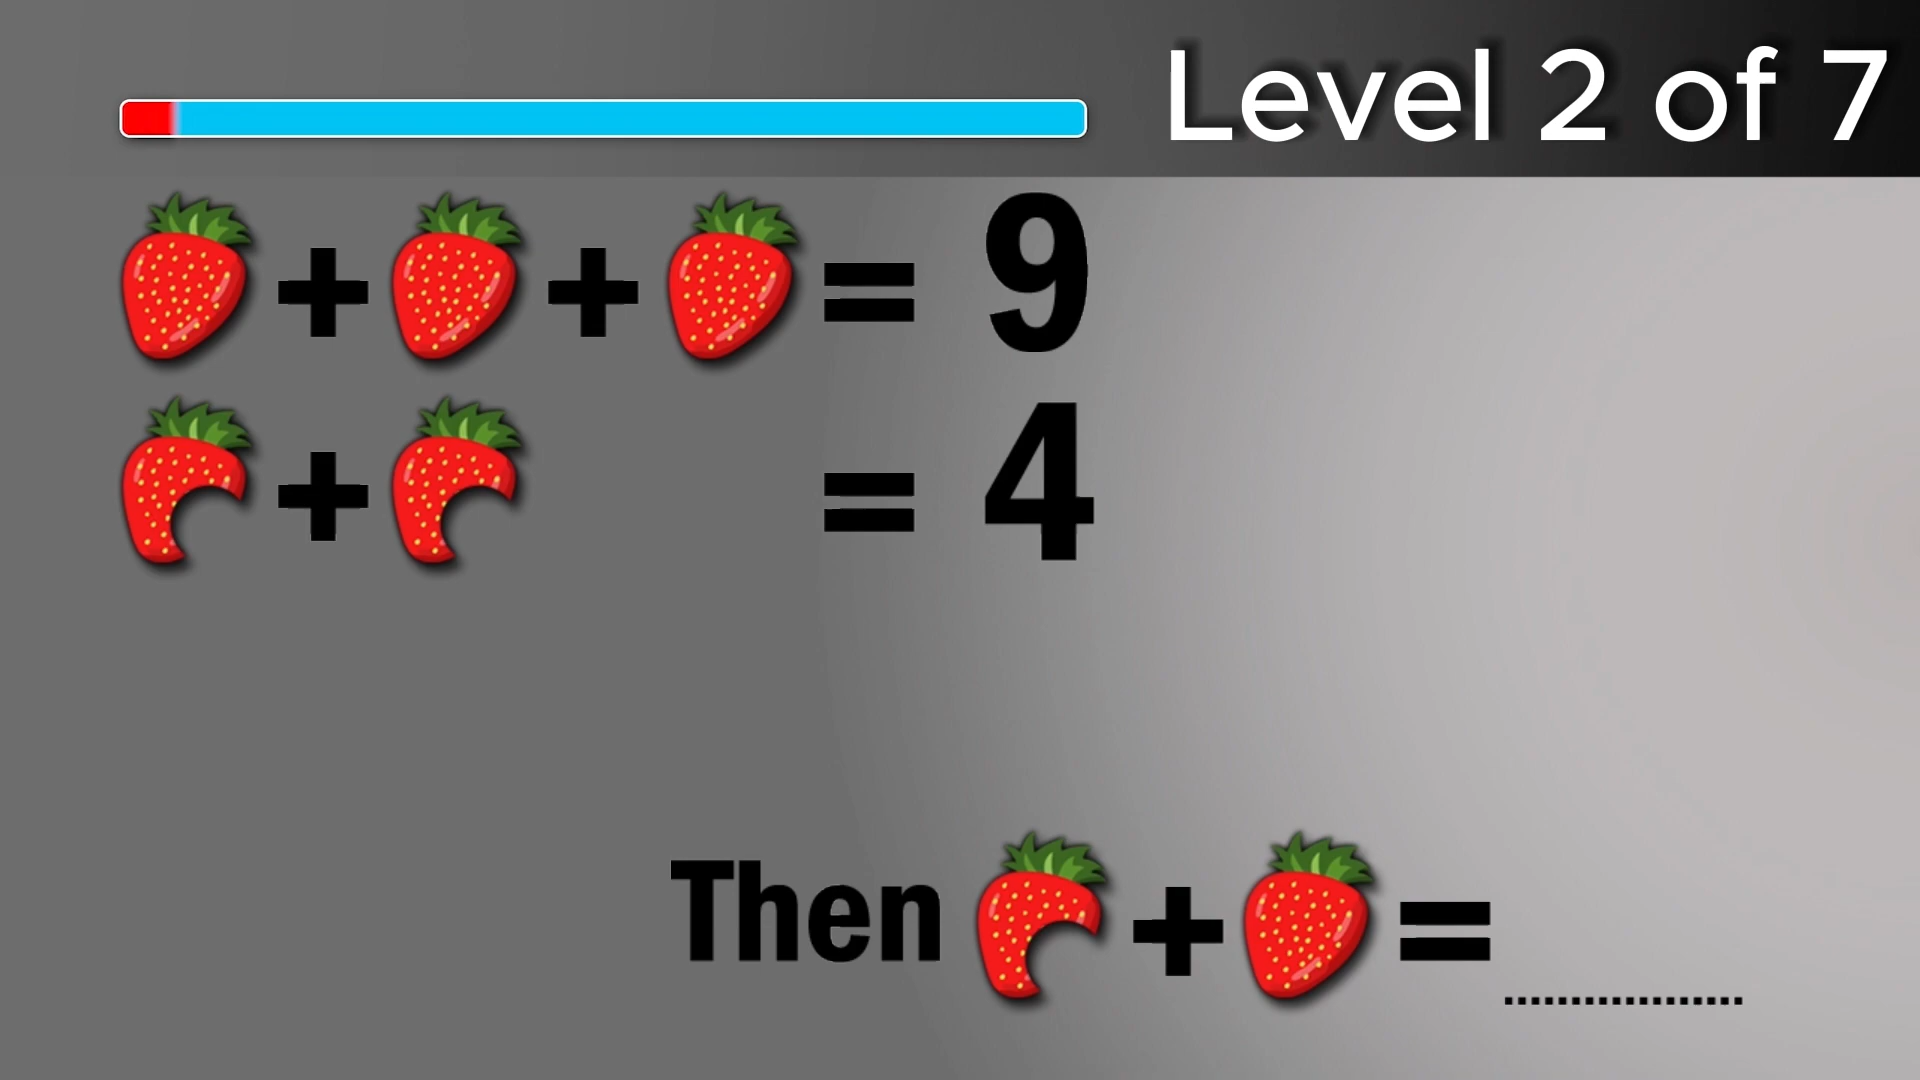 Level 2 of 7
+ + = 9
+ = 4
Then + = ..................